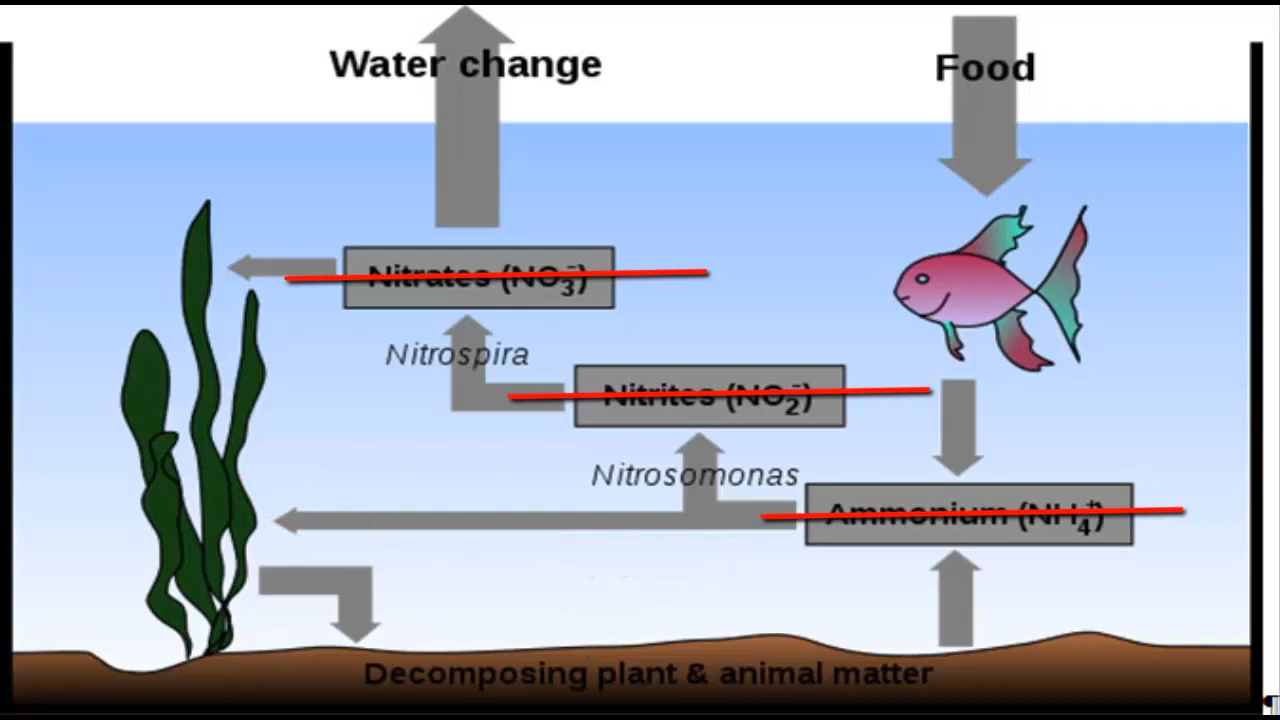 Water change
Food
Nitrates (NO₃⁻)
Nitrospira
Nitrites (NO₂⁻)
Nitrosomonas
Ammonium (NH₄⁺)
Decomposing plant & animal matter